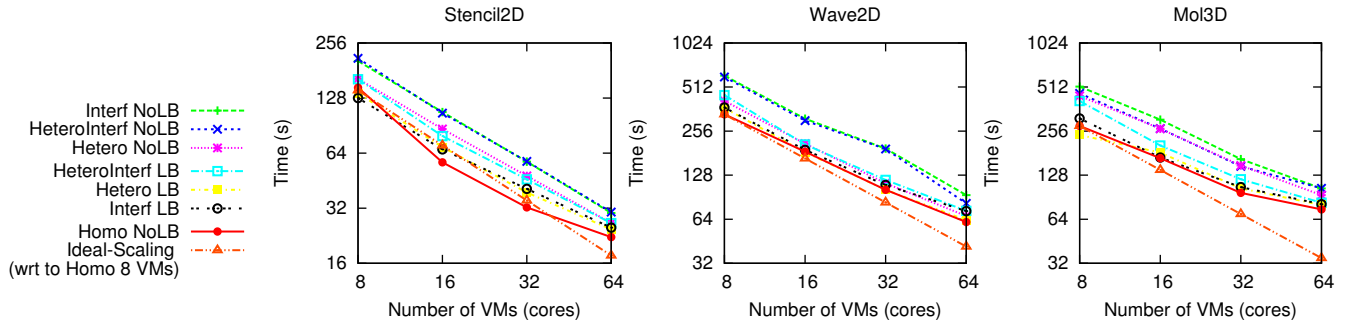 Stencil2D
Wave2D
Mol3D
Interf NoLB
HeteroInterf NoLB
Hetero NoLB
HeteroInterf LB
Hetero LB
Interf LB
Homo NoLB
Ideal-Scaling
(wrt to Homo 8 VMs)
Time (s)
256
128
64
32
16
8 16 32 64
Number of VMs (cores)
Time (s)
1024
512
256
128
64
32
8 16 32 64
Number of VMs (cores)
Time (s)
1024
512
256
128
64
32
8 16 32 64
Number of VMs (cores)